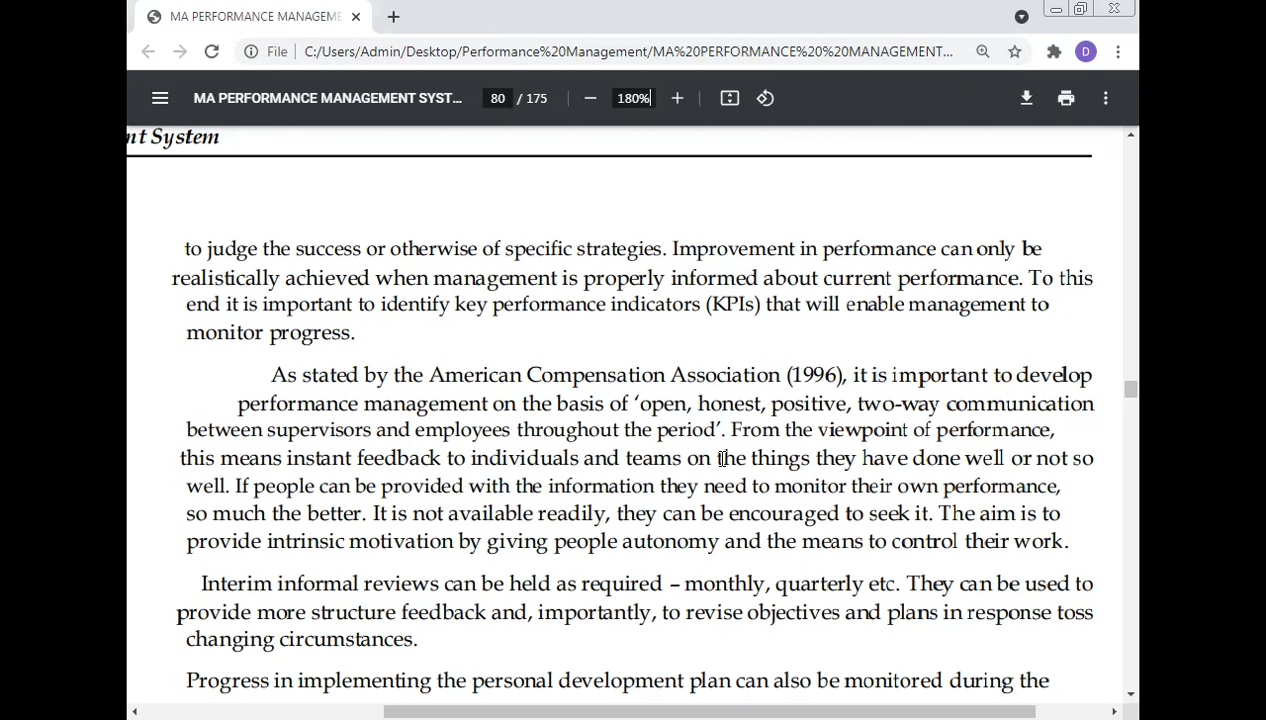 MA PERFORMANCE MANAGEME
File C:/Users/Admin/Desktop/Performance%20Management/MA%20PERFORMANCE%20%20MANAGEMENT... D
MA PERFORMANCE MANAGEMENT SYST... 80 / 175 180%
nt System
to judge the success or otherwise of specific strategies. Improvement in performance can only be
realistically achieved when management is properly informed about current performance. To this
end it is important to identify key performance indicators (KPIs) that will enable management to
monitor progress.
As stated by the American Compensation Association (1996), it is important to develop
performance management on the basis of ‘open, honest, positive, two-way communication
between supervisors and employees throughout the period’. From the viewpoint of performance,
this means instant feedback to individuals and teams on the things they have done well or not so
well. If people can be provided with the information they need to monitor their own performance,
so much the better. It is not available readily, they can be encouraged to seek it. The aim is to
provide intrinsic motivation by giving people autonomy and the means to control their work.
Interim informal reviews can be held as required – monthly, quarterly etc. They can be used to
provide more structure feedback and, importantly, to revise objectives and plans in response toss
changing circumstances.
Progress in implementing the personal development plan can also be monitored during the